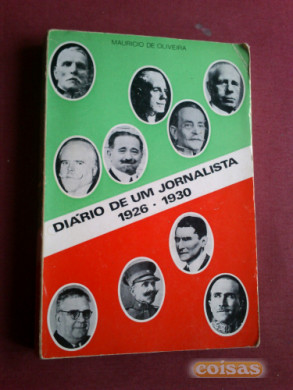 MAURICIO DE OLIVEIRA
DIÁRIO DE UM JORNALISTA
1926 · 1930
coisas